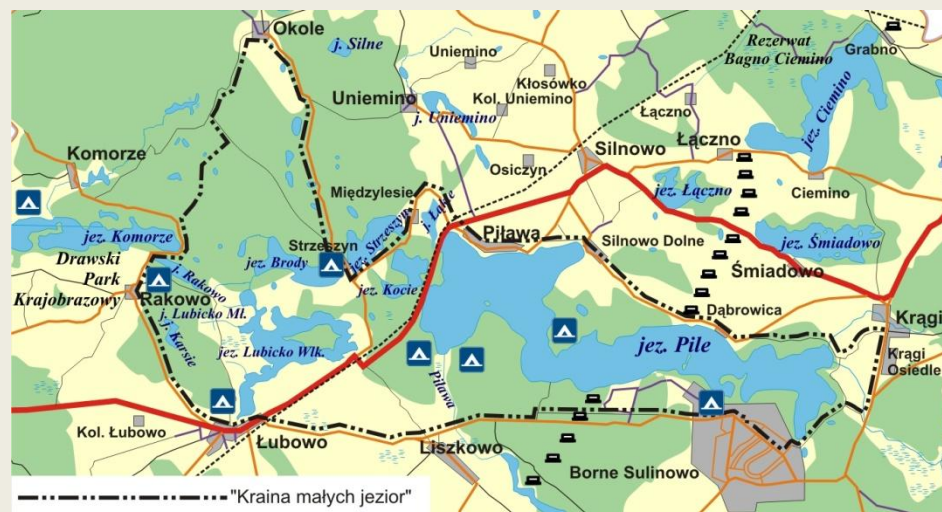 Okole
j. Silne
Uniemino
Kłosówko
Rezerwat
Bagno Ciemino
Grabno
Uniemino
Kol. Uniemino
j. Uniemino
Łączno
jez. Ciemino
Komorze
Osiczyn
Silnowo
Łączno
Międzylesie
jez. Łączno
Ciemino
jez. Komorze
Strzeszyn
jez. Strzeszyn
Piława
Silnowo Dolne
jez. Śmiadowo
Drawski
Park
Krajobrazowy
jez. Brody
j. Rakowo
Rakowo
jez. Kocie
Śmiadowo
j. Lubicko Mł.
Dąbrowica
Krągi
j. Karsie
jez. Lubicko Wlk.
jez. Pile
Krągi
Osiedle
Piława
Kol. Łubowo
Łubowo
Liszkowo
Borne Sulinowo
"Kraina małych jezior"